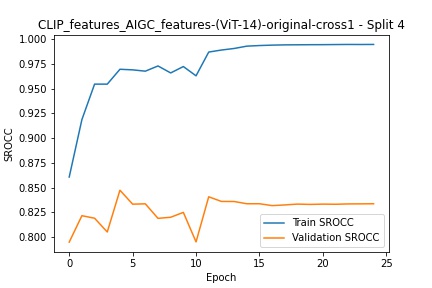 CLIP_features_AIGC_features-(ViT-14)-original-cross1 - Split 4
1.000
0.975
0.950
0.925
0.900
0.875
0.850
0.825
0.800
SROCC
Train SROCC
Validation SROCC
0 5 10 15 20 25
Epoch